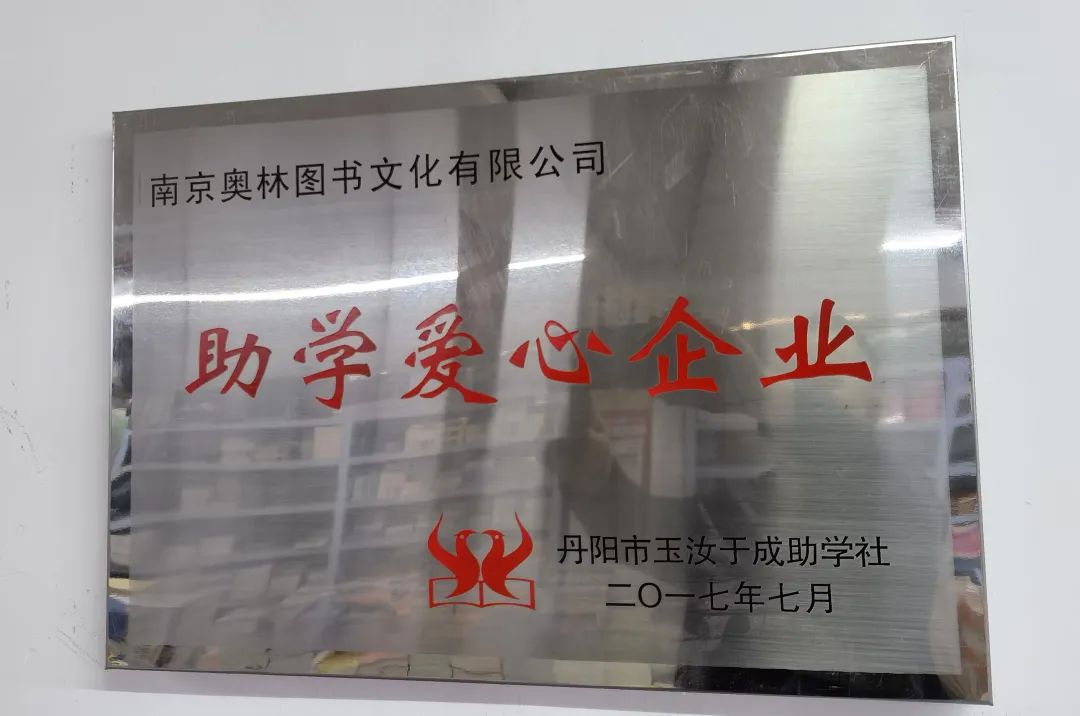 南京奥林图书文化有限公司
助学爱心企业
丹阳市玉汝于成助学社
二〇一七年七月